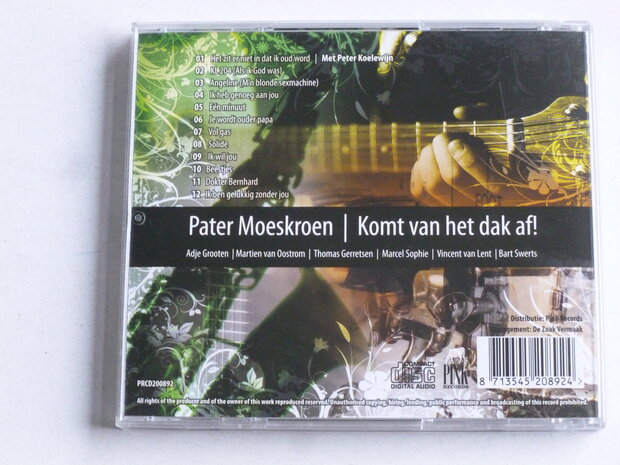 01 Het zit er niet in dat ik oud word | Met Peter Koelewijn
02 KL 204 (Als ik God was)
03 Angeline (M'n blonde sexmachine)
04 Ik heb genoeg aan jou
05 Eén minuut
06 Je wordt ouder papa
07 Vol gas
08 Solide
09 Ik wil jou
10 Beestjes
11 Dokter Bernhard
12 Ik ben gelukkig zonder jou
Pater Moeskroen | Komt van het dak af!
Adje Grooten | Martien van Oostrom | Thomas Gerretsen | Marcel Sophie | Vincent van Lent | Bart Swerts
Distributie: Pink Records
Management: De Zaak Vermaak
COMPACT
disc
DIGITAL AUDIO
PINK
RECORDS
8 713545 208924 >
PRCD200892
All rights of the producer and of the owner of this work reproduced reserved. Unauthorised copying, hiring, lending, public performance and broadcasting of this record prohibited.